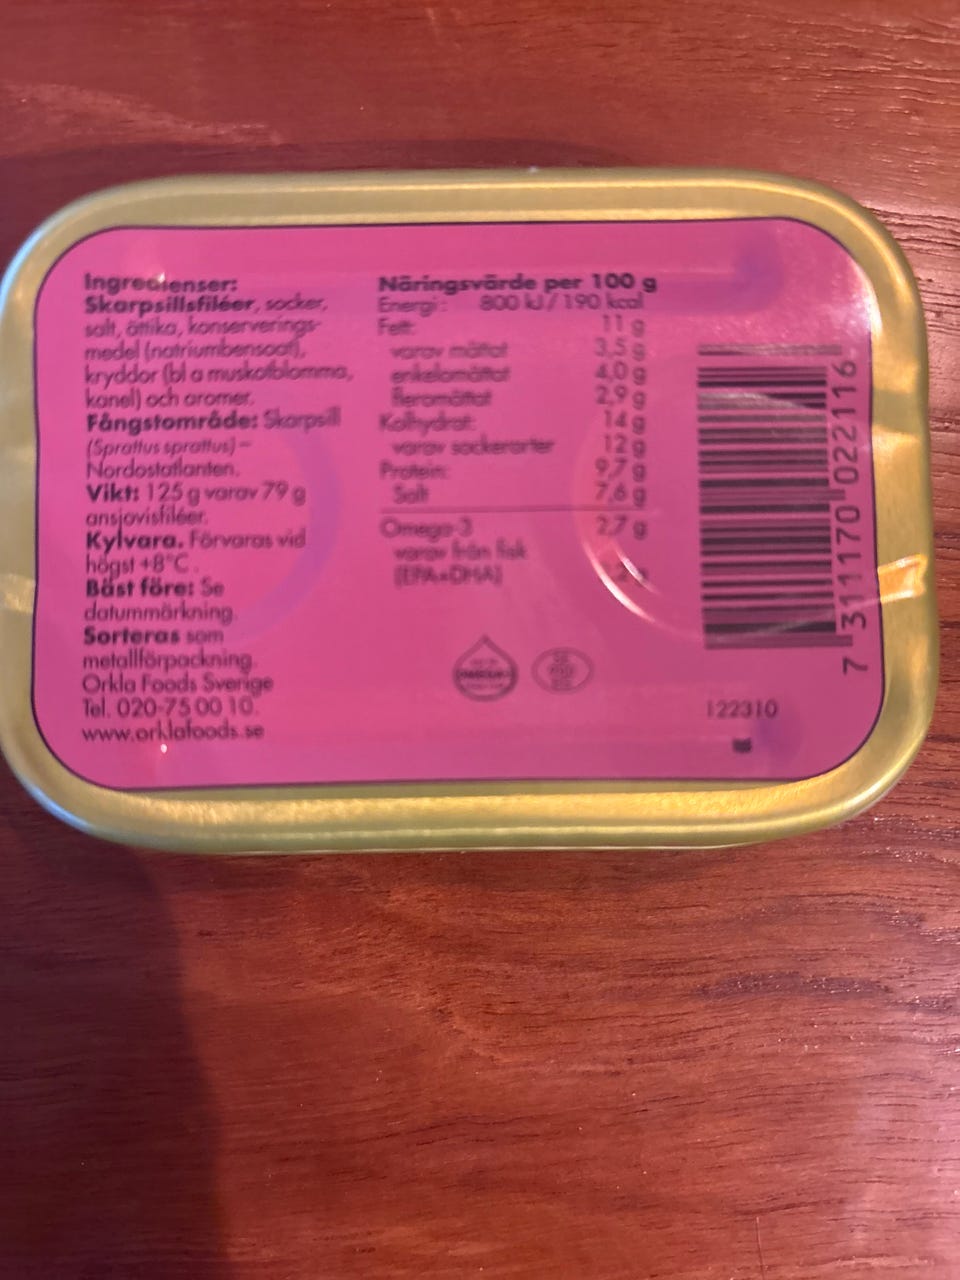 Ingredienser:
Skarpsillsfiléer, socker,
salt, ättika, konserverings-
medel (natriumbensoat),
kryddor (bl a muskotblomma,
kanel) och aromer.
Fångstområde: Skarpsill
(Sprattus sprattus) –
Nordostatlanten.
Vikt: 125 g varav 79 g
ansjovisfiléer.
Kylvara. Förvaras vid
högst +8°C.
Bäst före: Se
datummärkning.
Sorteras som
metallförpackning.
Orkla Foods Sverige
Tel. 020-75 00 10.
www.orklafoods.se
Näringsvärde per 100 g
Energi: 800 kJ/190 kcal
Fett: 11 g
varav mättat 3,5 g
enkelomättat 4,0 g
fleromättat 2,9 g
Kolhydrat: 14 g
varav sockerarter 12 g
Protein: 9,7 g
Salt 7,6 g
Omega-3 2,7 g
varav från fisk
(EPA+DHA)
7 311170 022116
122310